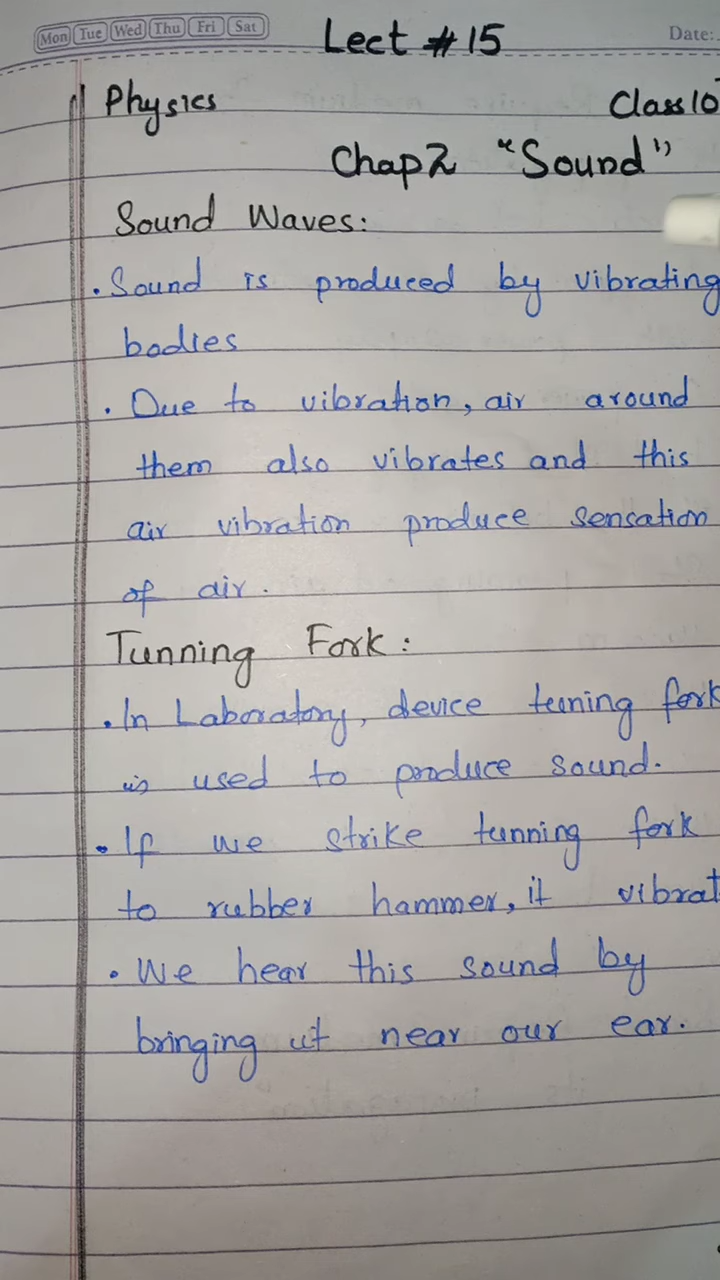 Mon Tue Wed Thu Fri Sat
Lect # 15
Date:
Physics
Class 10
Chap 2 "Sound"
Sound Waves:
. Sound is produced by vibrating
bodies
. Due to vibration, air around
them also vibrates and this
air vibration produce sensation
of air.
Tunning Fork:
. In Laboratory, device tuning fork
is used to produce sound.
. If we strike tunning fork
to rubber hammer, it vibrat
. We hear this sound by
bringing it near our ear.